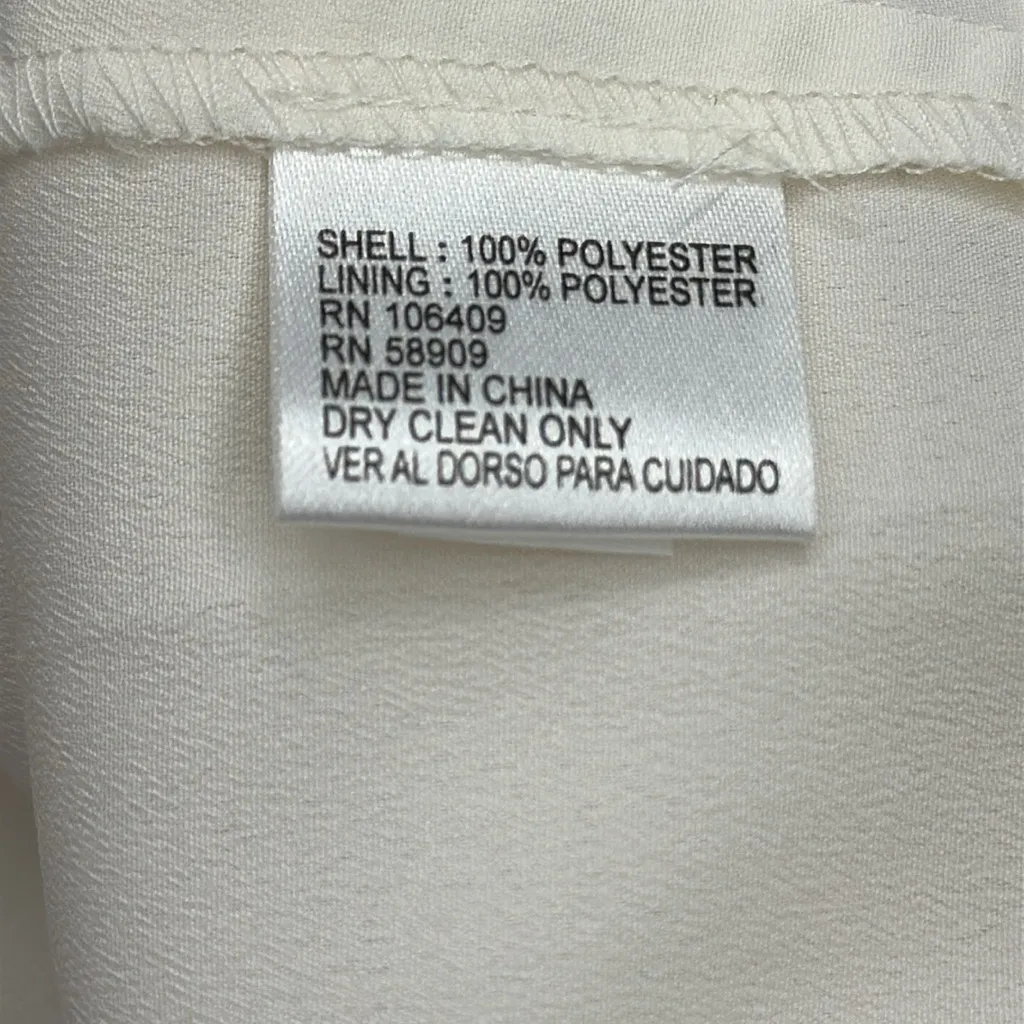 SHELL : 100% POLYESTER
LINING : 100% POLYESTER
RN 106409
RN 58909
MADE IN CHINA
DRY CLEAN ONLY
VER AL DORSO PARA CUIDADO